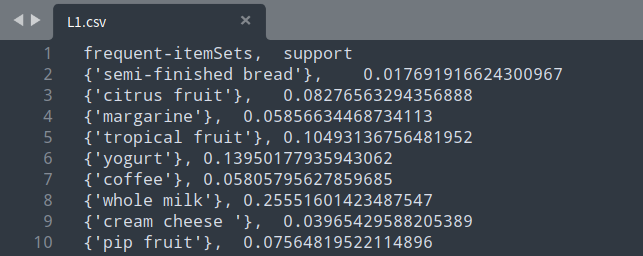 L1.csv
1 frequent-itemSets, support
2 {'semi-finished bread'}, 0.017691916624300967
3 {'citrus fruit'}, 0.08276563294356888
4 {'margarine'}, 0.05856634468734113
5 {'tropical fruit'}, 0.10493136756481952
6 {'yogurt'}, 0.13950177935943062
7 {'coffee'}, 0.05805795627859685
8 {'whole milk'}, 0.25551601423487547
9 {'cream cheese '}, 0.03965429588205389
10 {'pip fruit'}, 0.07564819522114896